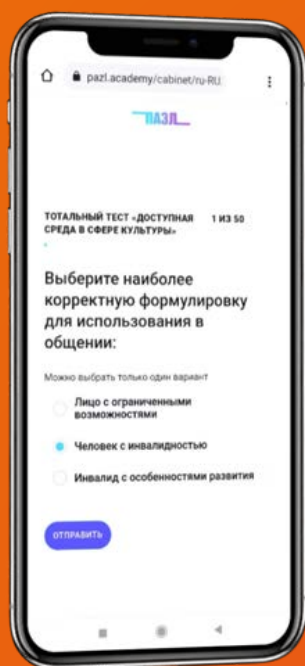 pazl.academy/cabinet/ru-RU
ПАЗЛ
ТОТАЛЬНЫЙ ТЕСТ «ДОСТУПНАЯ 1 ИЗ 50
СРЕДА В СФЕРЕ КУЛЬТУРЫ»
Выберите наиболее
корректную формулировку
для использования в
общении:
Можно выбрать только один вариант
Лицо с ограниченными
возможностями
Человек с инвалидностью
Инвалид с особенностями развития
ОТПРАВИТЬ